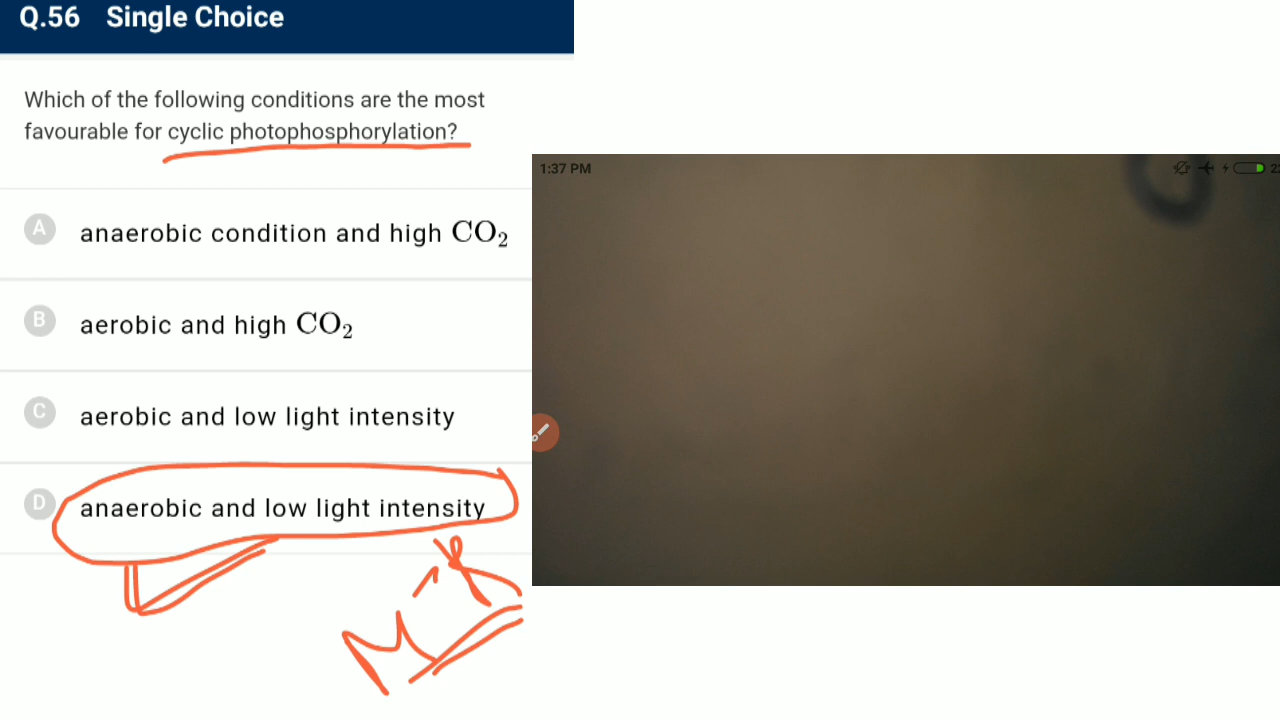 Q.56 Single Choice
Which of the following conditions are the most
favourable for cyclic photophosphorylation?
A anaerobic condition and high CO₂
B aerobic and high CO₂
C aerobic and low light intensity
D anaerobic and low light intensity
1:37 PM